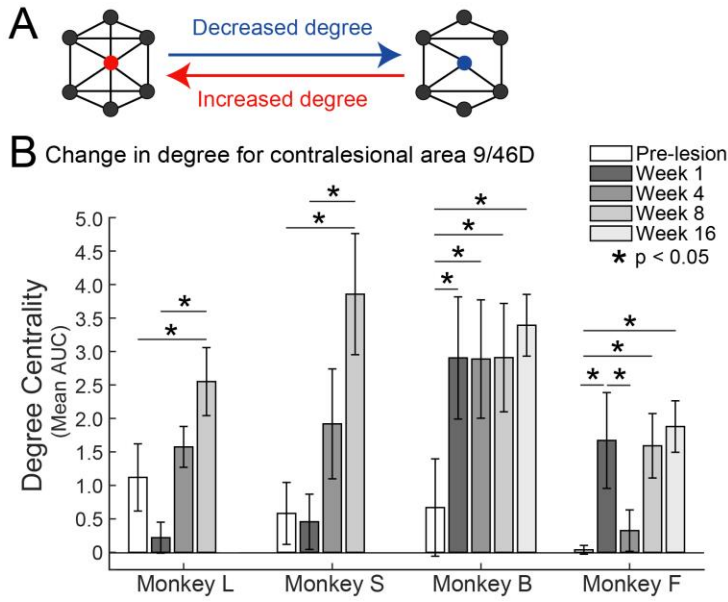 A
Decreased degree
Increased degree
B Change in degree for contralesional area 9/46D
Pre-lesion
Week 1
Week 4
Week 8
Week 16
* p < 0.05
Degree Centrality
(Mean AUC)
5.0
4.5
4.0
3.5
3.0
2.5
2.0
1.5
1.0
0.5
0
* * * * * * * * * * * *
Monkey L Monkey S Monkey B Monkey F